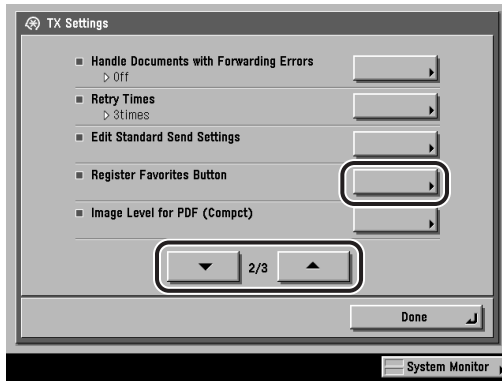 TX Settings
Handle Documents with Forwarding Errors
Off
Retry Times
3times
Edit Standard Send Settings
Register Favorites Button
Image Level for PDF (Compct)
2/3
Done
System Monitor